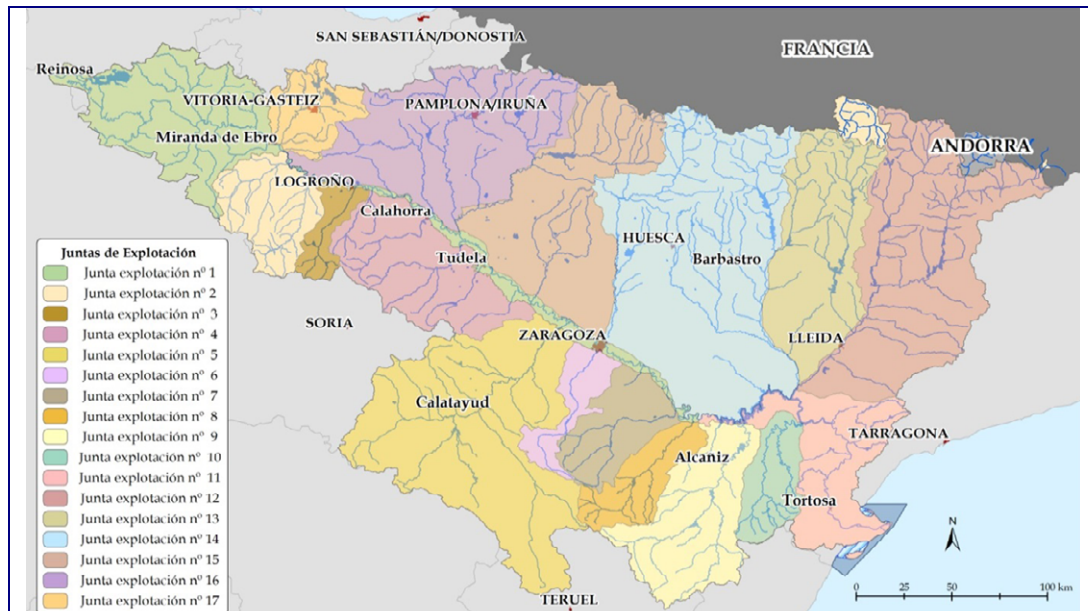 SAN SEBASTIÁN/DONOSTIA
FRANCIA
Reinosa
VITORIA-GASTEIZ
PAMPLONA/IRUÑA
Miranda de Ebro
ANDORRA
LOGROÑO
Calahorra
HUESCA
Barbastro
Tudela
SORIA
ZARAGOZA
LLEIDA
Calatayud
TARRAGONA
Alcaniz
Tortosa
TERUEL
Juntas de Explotación
Junta explotación nº 1
Junta explotación nº 2
Junta explotación nº 3
Junta explotación nº 4
Junta explotación nº 5
Junta explotación nº 6
Junta explotación nº 7
Junta explotación nº 8
Junta explotación nº 9
Junta explotación nº 10
Junta explotación nº 11
Junta explotación nº 12
Junta explotación nº 13
Junta explotación nº 14
Junta explotación nº 15
Junta explotación nº 16
Junta explotación nº 17
N
0 25 50 100 km